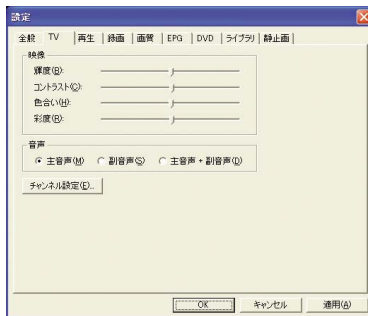 設定
全般 TV 再生 録画 画質 EPG DVD ライブラリ 静止画
映像
輝度(B):
コントラスト(C):
色合い(H):
彩度(R):
音声
主音声(M) 副音声(S) 主音声 + 副音声(D)
チャンネル設定(E)...
OK キャンセル 適用(A)